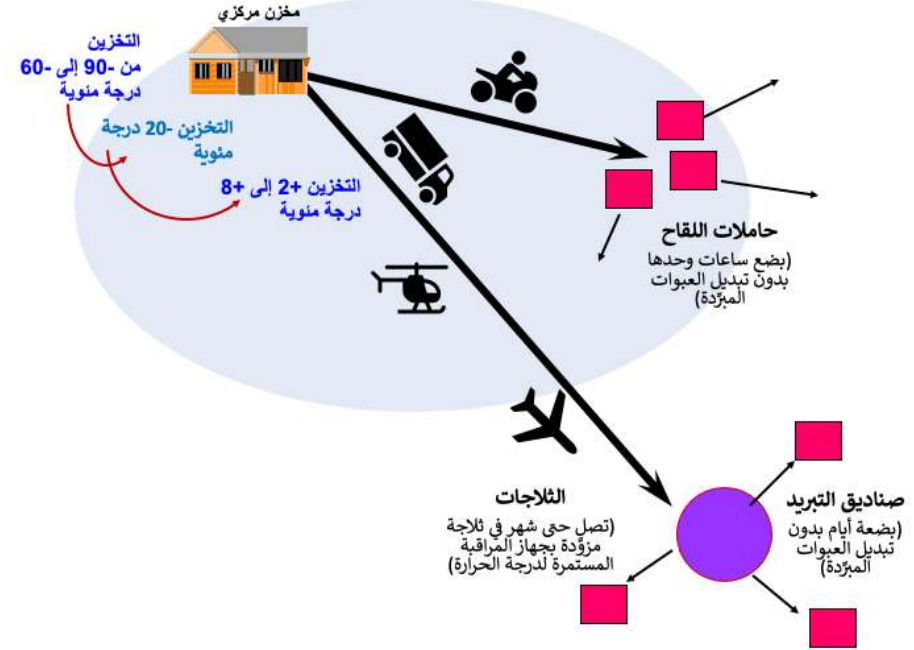 مخزن مركزي
التخزين
من -90 إلى -60
درجة مئوية
التخزين -20 درجة
مئوية
التخزين +2 إلى +8
درجة مئوية
حاملات اللقاح
(بضع ساعات وحدها
بدون تبديل العبوات
المبرّدة)
صناديق التبريد
(بضعة أيام بدون
تبديل العبوات
المبرّدة)
الثلاجات
(تصل حتى شهر في ثلاجة
مزوّدة بجهاز المراقبة
المستمرة لدرجة الحرارة)